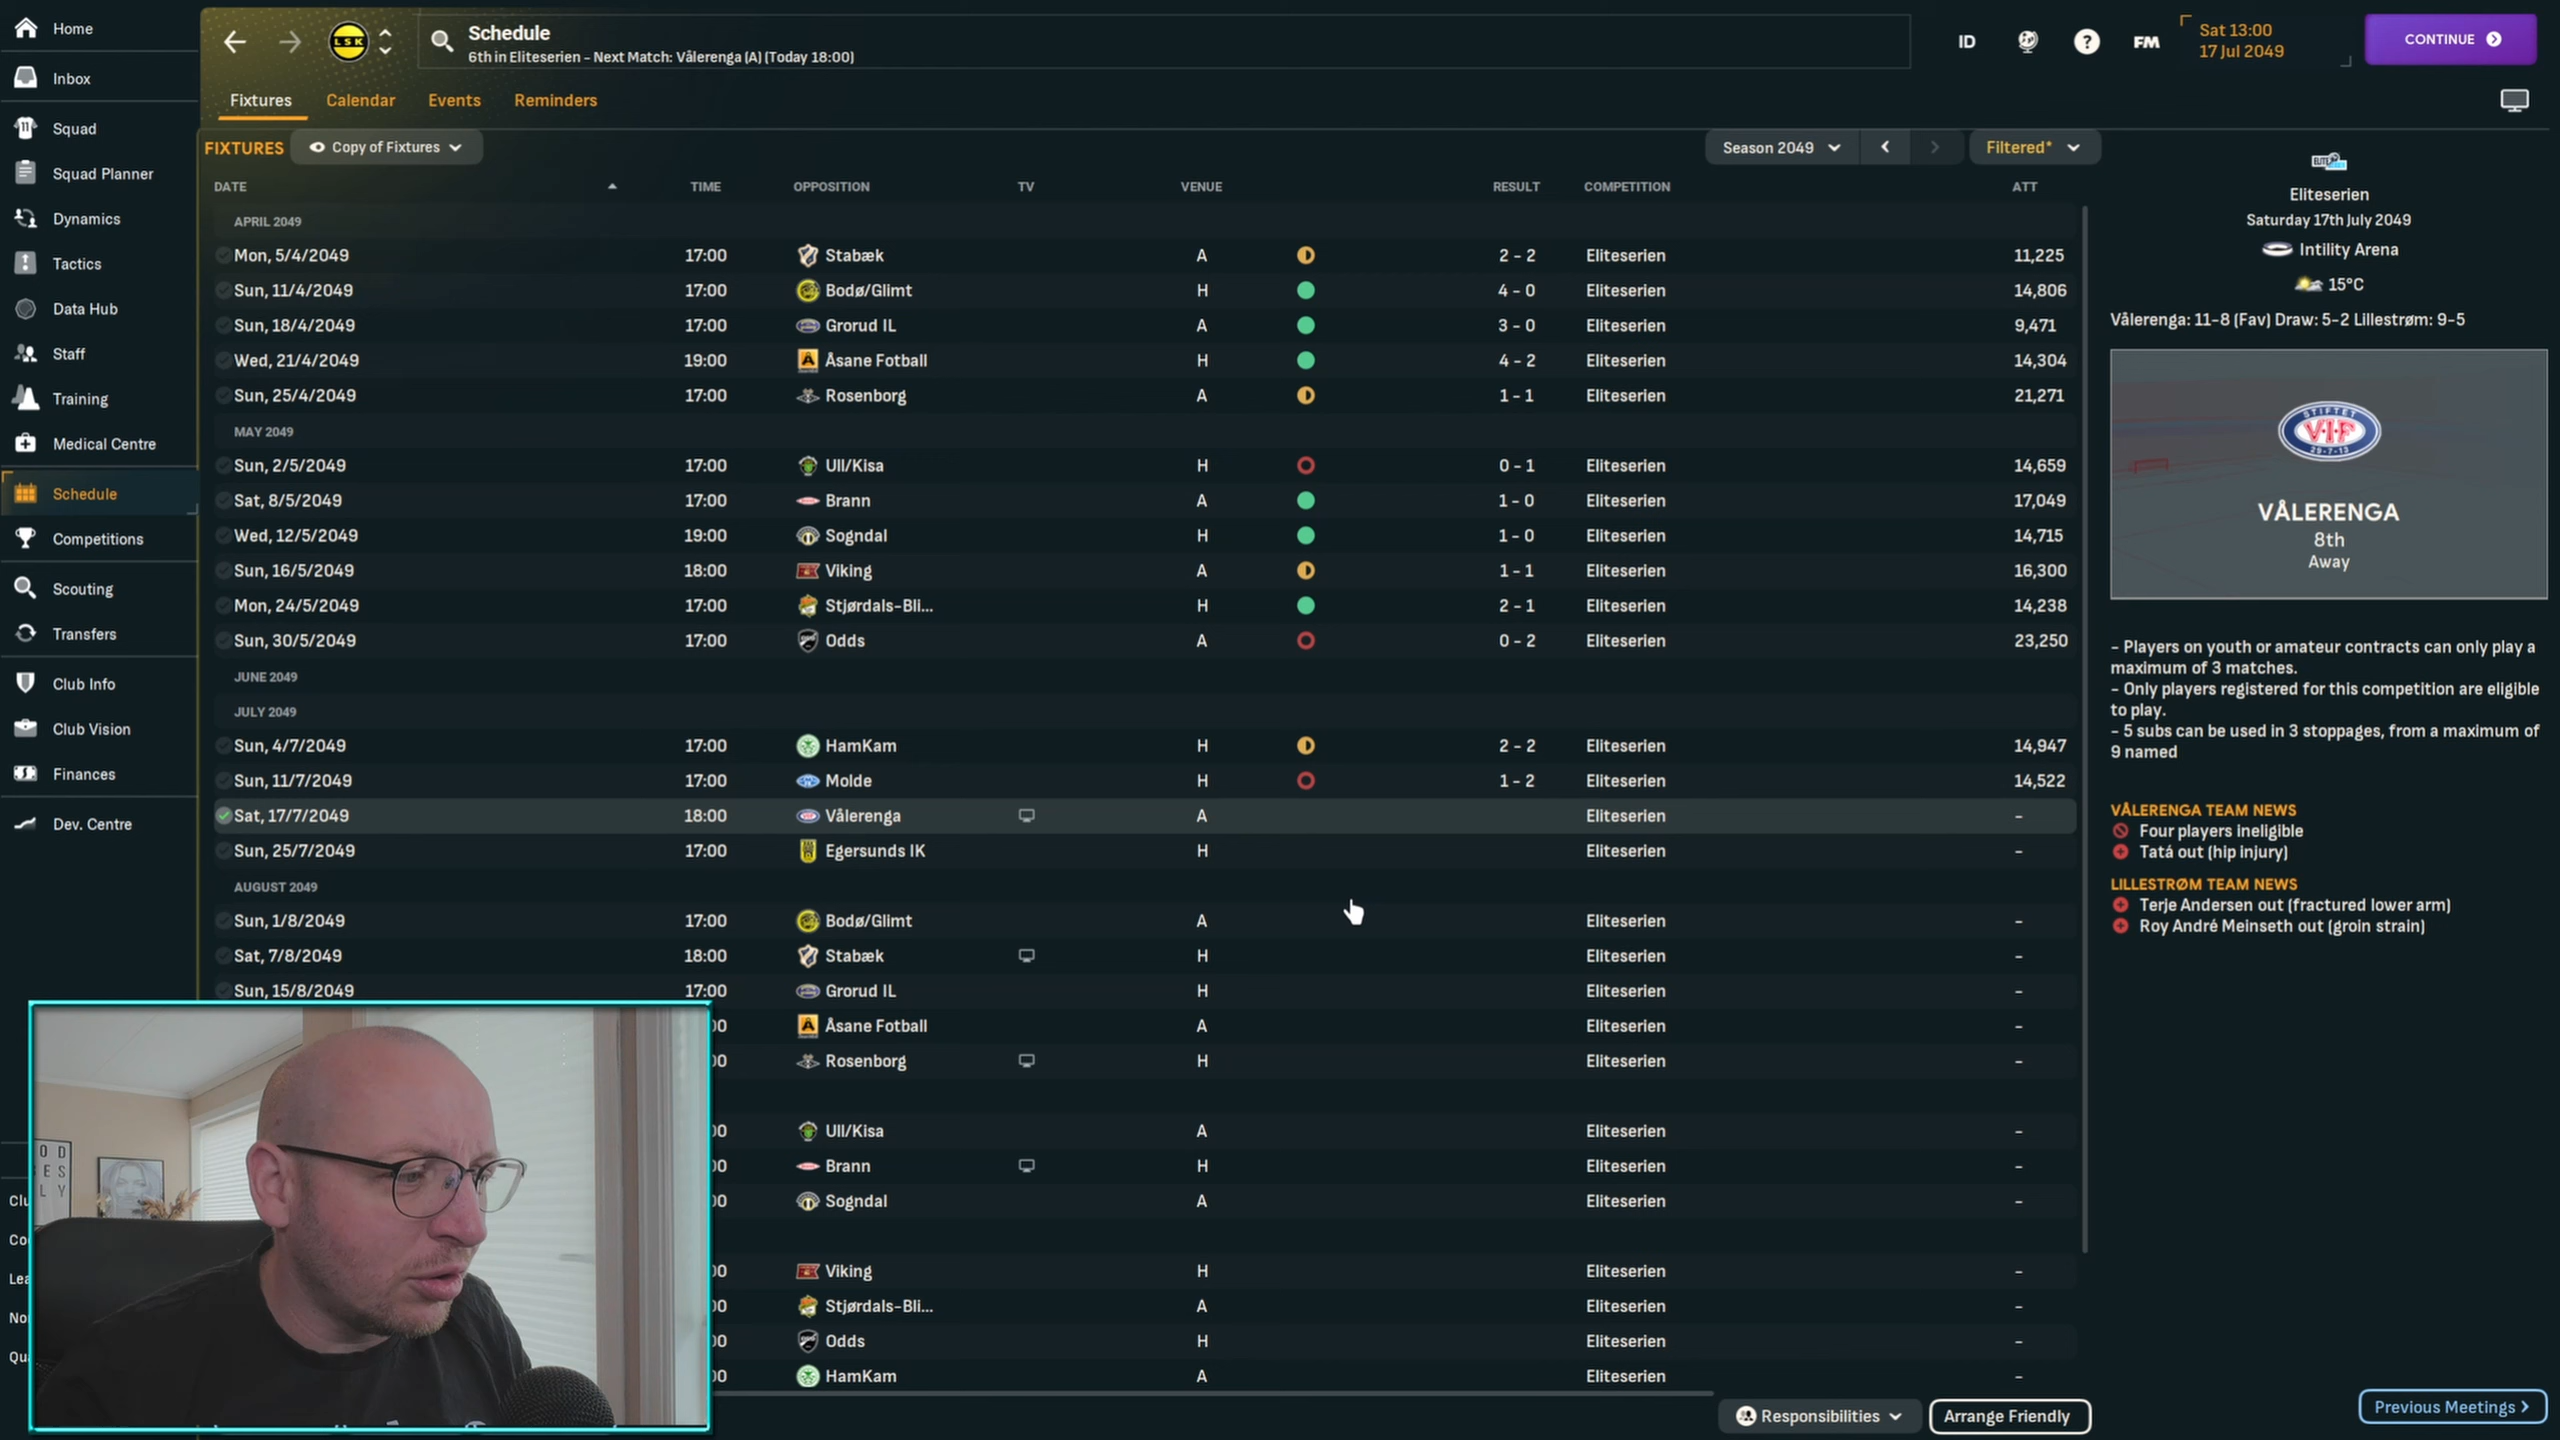 Home
Inbox
Squad
Squad Planner
Dynamics
Tactics
Data Hub
Staff
Training
Medical Centre
Schedule
Competitions
Scouting
Transfers
Club Info
Club Vision
Finances
Dev. Centre
LSK
Schedule
6th in Eliteserien - Next Match: Vålerenga (A) (Today 18:00)
ID
?
FM
Sat 13:00
17 Jul 2049
CONTINUE
Fixtures Calendar Events Reminders
FIXTURES Copy of Fixtures
Season 2049 Filtered*
DATE TIME OPPOSITION TV VENUE RESULT COMPETITION ATT
APRIL 2049
Mon, 5/4/2049 17:00 Stabæk A 2 - 2 Eliteserien 11,225
Sun, 11/4/2049 17:00 Bodø/Glimt H 4 - 0 Eliteserien 14,806
Sun, 18/4/2049 17:00 Grorud IL A 3 - 0 Eliteserien 9,471
Wed, 21/4/2049 19:00 Åsane Fotball H 4 - 2 Eliteserien 14,304
Sun, 25/4/2049 17:00 Rosenborg A 1 - 1 Eliteserien 21,271
MAY 2049
Sun, 2/5/2049 17:00 Ull/Kisa H 0 - 1 Eliteserien 14,659
Sat, 8/5/2049 17:00 Brann A 1 - 0 Eliteserien 17,049
Wed, 12/5/2049 19:00 Sogndal H 1 - 0 Eliteserien 14,715
Sun, 16/5/2049 18:00 Viking A 1 - 1 Eliteserien 16,300
Mon, 24/5/2049 17:00 Stjørdals-Bli... H 2 - 1 Eliteserien 14,238
Sun, 30/5/2049 17:00 Odds A 0 - 2 Eliteserien 23,250
JUNE 2049
JULY 2049
Sun, 4/7/2049 17:00 HamKam H 2 - 2 Eliteserien 14,947
Sun, 11/7/2049 17:00 Molde H 1 - 2 Eliteserien 14,522
Sat, 17/7/2049 18:00 Vålerenga A Eliteserien -
Sun, 25/7/2049 17:00 Egersunds IK H Eliteserien -
AUGUST 2049
Sun, 1/8/2049 17:00 Bodø/Glimt A Eliteserien -
Sat, 7/8/2049 18:00 Stabæk H Eliteserien -
Sun, 15/8/2049 17:00 Grorud IL H Eliteserien -
00 Åsane Fotball A Eliteserien -
00 Rosenborg H Eliteserien -
00 Ull/Kisa A Eliteserien -
00 Brann H Eliteserien -
00 Sogndal A Eliteserien -
00 Viking H Eliteserien -
00 Stjørdals-Bli... A Eliteserien -
00 Odds H Eliteserien -
00 HamKam A Eliteserien -
Responsibilities
Arrange Friendly
Eliteserien
Saturday 17th July 2049
Intility Arena
15°C
Vålerenga: 11-8 (Fav) Draw: 5-2 Lillestrøm: 9-5
STIFTET
V·I·F
29-7-13
VÅLERENGA
8th
Away
- Players on youth or amateur contracts can only play a
maximum of 3 matches.
- Only players registered for this competition are eligible
to play.
- 5 subs can be used in 3 stoppages, from a maximum of
9 named
VÅLERENGA TEAM NEWS
Four players ineligible
Tatá out (hip injury)
LILLESTRØM TEAM NEWS
Terje Andersen out (fractured lower arm)
Roy André Meinseth out (groin strain)
Previous Meetings